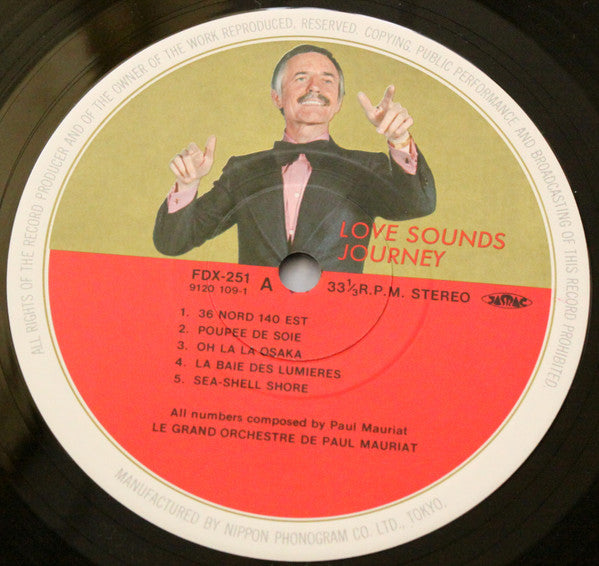 ALL RIGHTS OF THE RECORD PRODUCER AND OF THE OWNER OF THE WORK REPRODUCED, RESERVED. COPYING, PUBLIC PERFORMANCE AND BROADCASTING OF THIS RECORD PROHIBITED
LOVE SOUNDS
JOURNEY
FDX-251
9120 109-1
A
33⅓R.P.M. STEREO
JASRAC
1. 36 NORD 140 EST
2. POUPEE DE SOIE
3. OH LA LA OSAKA
4. LA BAIE DES LUMIERES
5. SEA-SHELL SHORE
All numbers composed by Paul Mauriat
LE GRAND ORCHESTRE DE PAUL MAURIAT
MANUFACTURED BY NIPPON PHONOGRAM CO. LTD., TOKYO.